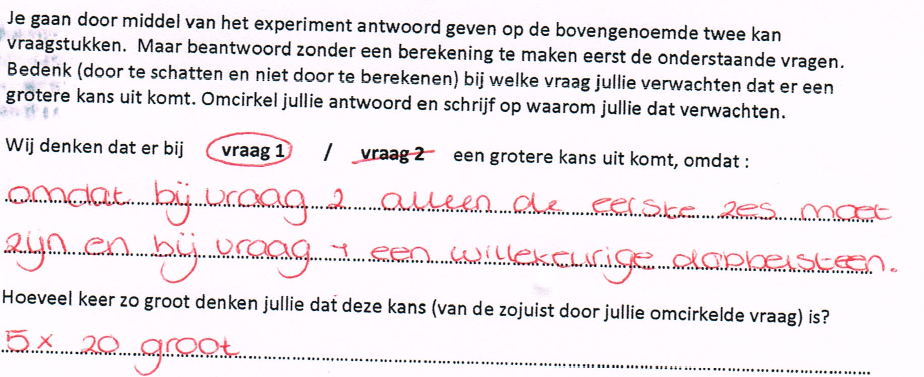 Je gaan door middel van het experiment antwoord geven op de bovengenoemde twee kan
vraagstukken. Maar beantwoord zonder een berekening te maken eerst de onderstaande vragen.
Bedenk (door te schatten en niet door te berekenen) bij welke vraag jullie verwachten dat er een
grotere kans uit komt. Omcirkel jullie antwoord en schrijf op waarom jullie dat verwachten.
Wij denken dat er bij vraag 1 / vraag 2 een grotere kans uit komt, omdat :
omdat bij vraag 2 alleen de eerste zes moet
zijn en bij vraag 1 een willekeurige dobbelsteen.
Hoeveel keer zo groot denken jullie dat deze kans (van de zojuist door jullie omcirkelde vraag) is?
5x zo groot